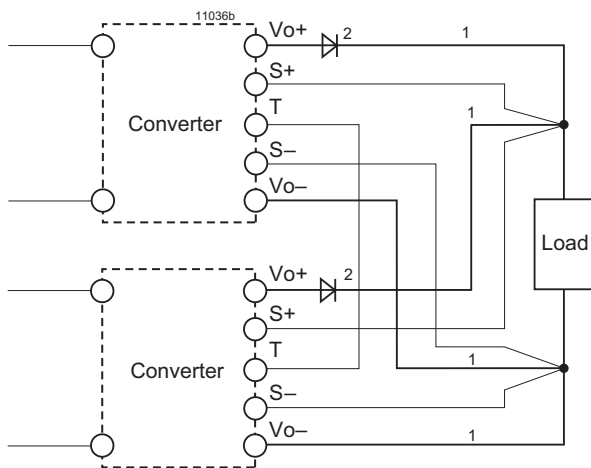 11036b
Vo+
2
1
S+
T
1
Converter
S–
Vo–
Load
Vo+
2
S+
T
Converter
1
S–
Vo–
1